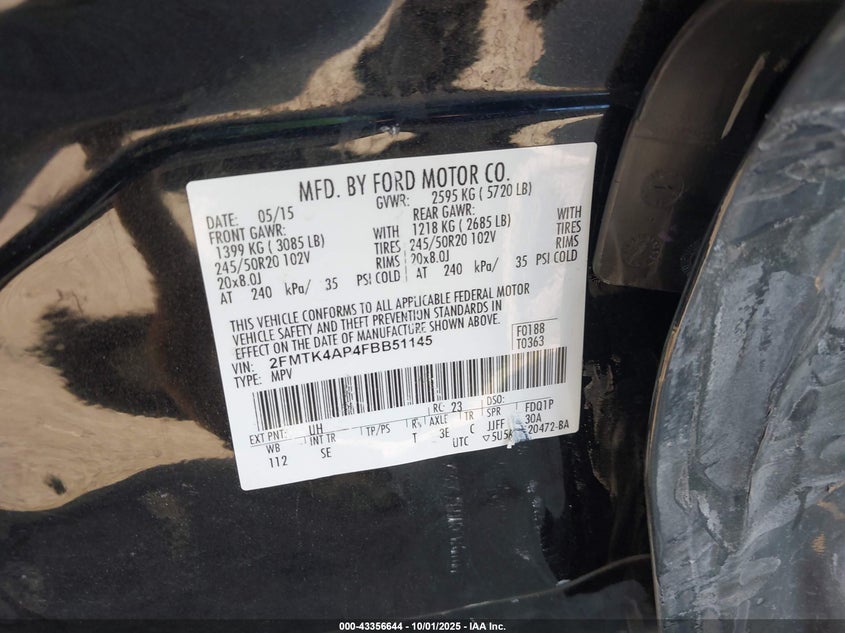 MFD. BY FORD MOTOR CO.
DATE: 05/15 GVWR: 2595 KG ( 5720 LB)
FRONT GAWR: REAR GAWR:
1399 KG ( 3085 LB) WITH 1218 KG ( 2685 LB) WITH
245/50R20 102V TIRES 245/50R20 102V TIRES
20x8.0J RIMS 20x8.0J RIMS
AT 240 kPa/ 35 PSI COLD AT 240 kPa/ 35 PSI COLD
THIS VEHICLE CONFORMS TO ALL APPLICABLE FEDERAL MOTOR
VEHICLE SAFETY AND THEFT PREVENTION STANDARDS IN
EFFECT ON THE DATE OF MANUFACTURE SHOWN ABOVE.
VIN: 2FMTK4AP4FBB51145 F0188
TYPE: MPV T0363
EXT PNT: UH RC: 23 DSO: FDQ1P
WB INT TR TP/PS R AXLE TR SPR 30A
112 SE T 3E C JJFF
UTC 20472-BA
000-43356644 / 10/01/2025 - IAA Inc.